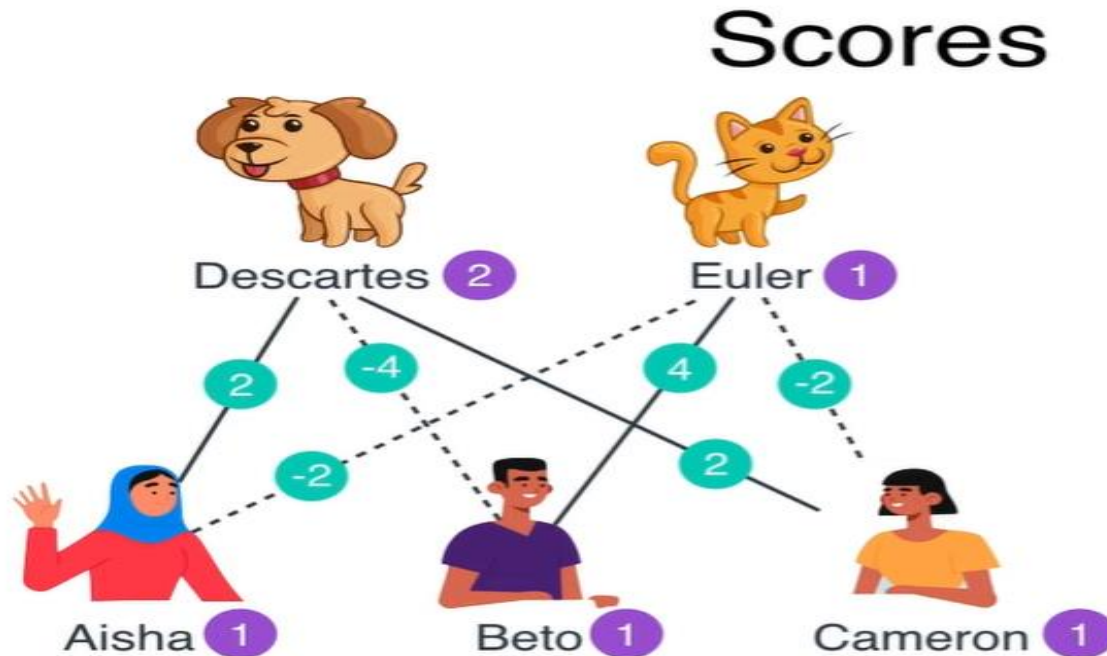 Scores
Descartes 2
Euler 1
2
-4
4
-2
-2
2
Aisha 1
Beto 1
Cameron 1